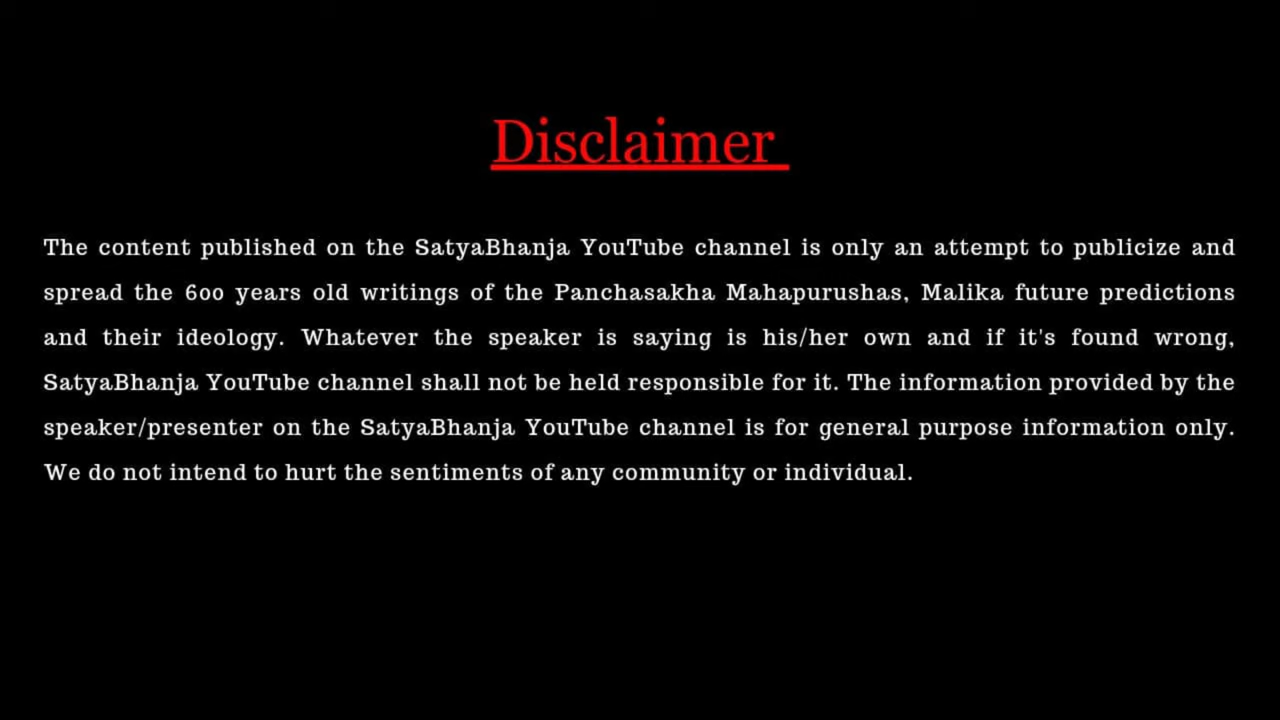 Disclaimer
The content published on the SatyaBhanja YouTube channel is only an attempt to publicize and
spread the 600 years old writings of the Panchasakha Mahapurushas, Malika future predictions
and their ideology. Whatever the speaker is saying is his/her own and if it's found wrong,
SatyaBhanja YouTube channel shall not be held responsible for it. The information provided by the
speaker/presenter on the SatyaBhanja YouTube channel is for general purpose information only.
We do not intend to hurt the sentiments of any community or individual.